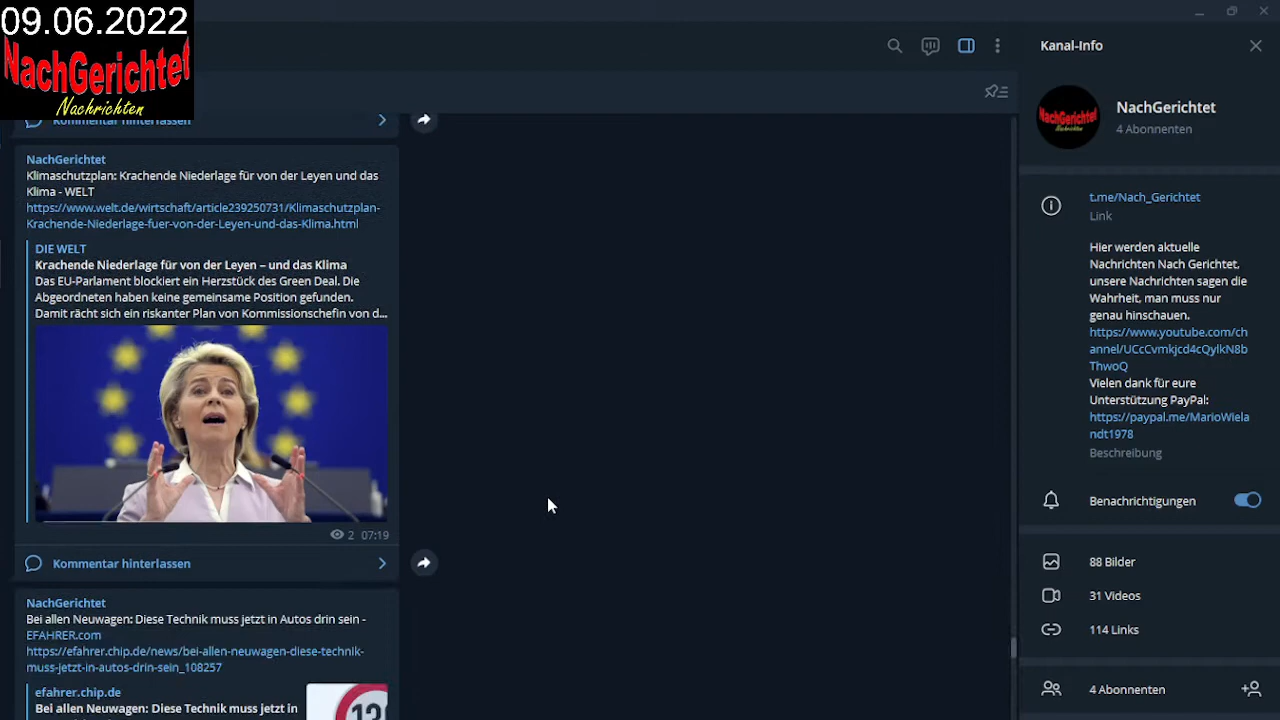 09.06.2022
NachGerichtet
Nachrichten
Kommentar hinterlassen
NachGerichtet
Klimaschutzplan: Krachende Niederlage für von der Leyen und das
Klima - WELT
https://www.welt.de/wirtschaft/article239250731/Klimaschutzplan-
Krachende-Niederlage-fuer-von-der-Leyen-und-das-Klima.html
DIE WELT
Krachende Niederlage für von der Leyen – und das Klima
Das EU-Parlament blockiert ein Herzstück des Green Deal. Die
Abgeordneten haben keine gemeinsame Position gefunden.
Damit rächt sich ein riskanter Plan von Kommissionschefin von d...
2 07:19
Kommentar hinterlassen
NachGerichtet
Bei allen Neuwagen: Diese Technik muss jetzt in Autos drin sein -
EFAHRER.com
https://efahrer.chip.de/news/bei-allen-neuwagen-diese-technik-
muss-jetzt-in-autos-drin-sein_108257
efahrer.chip.de
Bei allen Neuwagen: Diese Technik muss jetzt in
Kanal-Info
NachGerichtet
Nachrichten
NachGerichtet
4 Abonnenten
t.me/Nach_Gerichtet
Link
Hier werden aktuelle
Nachrichten Nach Gerichtet,
unsere Nachrichten sagen die
Wahrheit, man muss nur
genau hinschauen.
https://www.youtube.com/ch
annel/UCcCvmkjcd4cQylkN8b
ThwoQ
Vielen dank für eure
Unterstützung PayPal:
https://paypal.me/MarioWiela
ndt1978
Beschreibung
Benachrichtigungen
88 Bilder
31 Videos
114 Links
4 Abonnenten